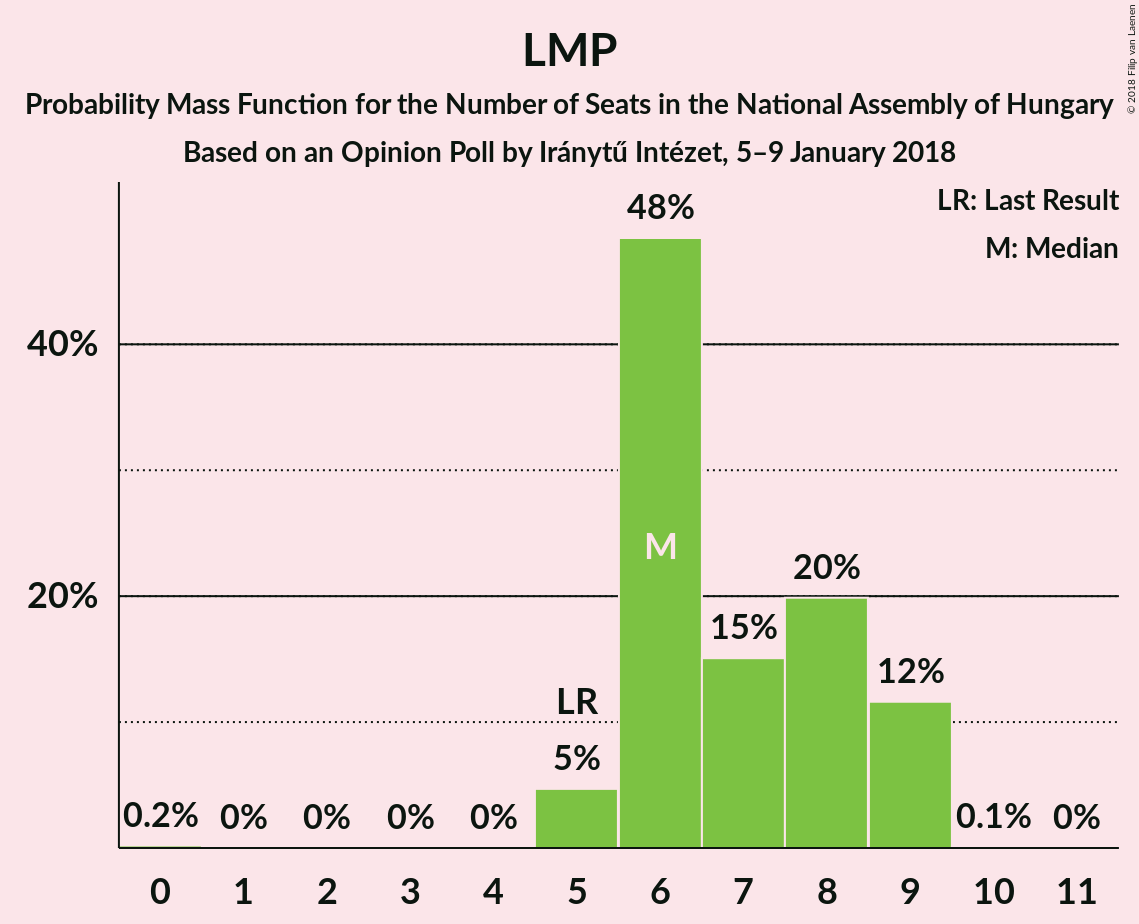 LMP
Probability Mass Function for the Number of Seats in the National Assembly of Hungary
Based on an Opinion Poll by Iránytű Intézet, 5–9 January 2018
© 2018 Filip van Laenen
LR: Last Result
M: Median
40%
20%
0.2%
0%
0%
0%
0%
LR
5%
48%
M
15%
20%
12%
0.1%
0%
0 1 2 3 4 5 6 7 8 9 10 11